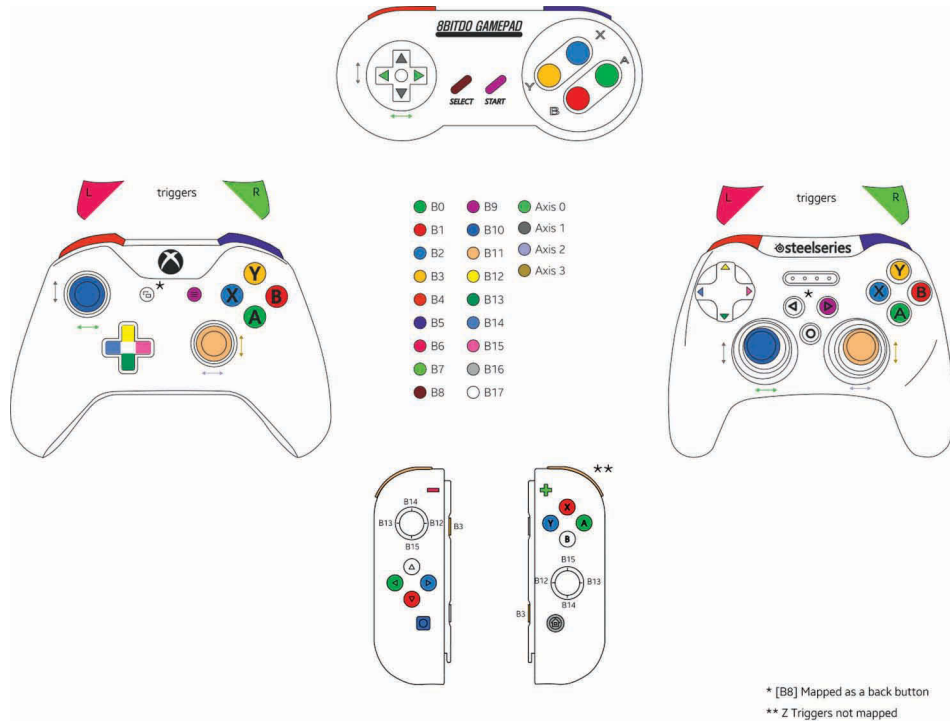 8BITDO GAMEPAD
X
A
Y
B
SELECT START
L triggers R
B0 B9 Axis 0
B1 B10 Axis 1
B2 B11 Axis 2
B3 B12 Axis 3
B4 B13
B5 B14
B6 B15
B7 B16
B8 B17
L triggers R
Y
X B
A
*
steelseries
Y
X B
A
*
**
B14
B13 B12 B3
B15
X
Y A
B
B15
B12 B13
B14
B3
* [B8] Mapped as a back button
** Z Triggers not mapped